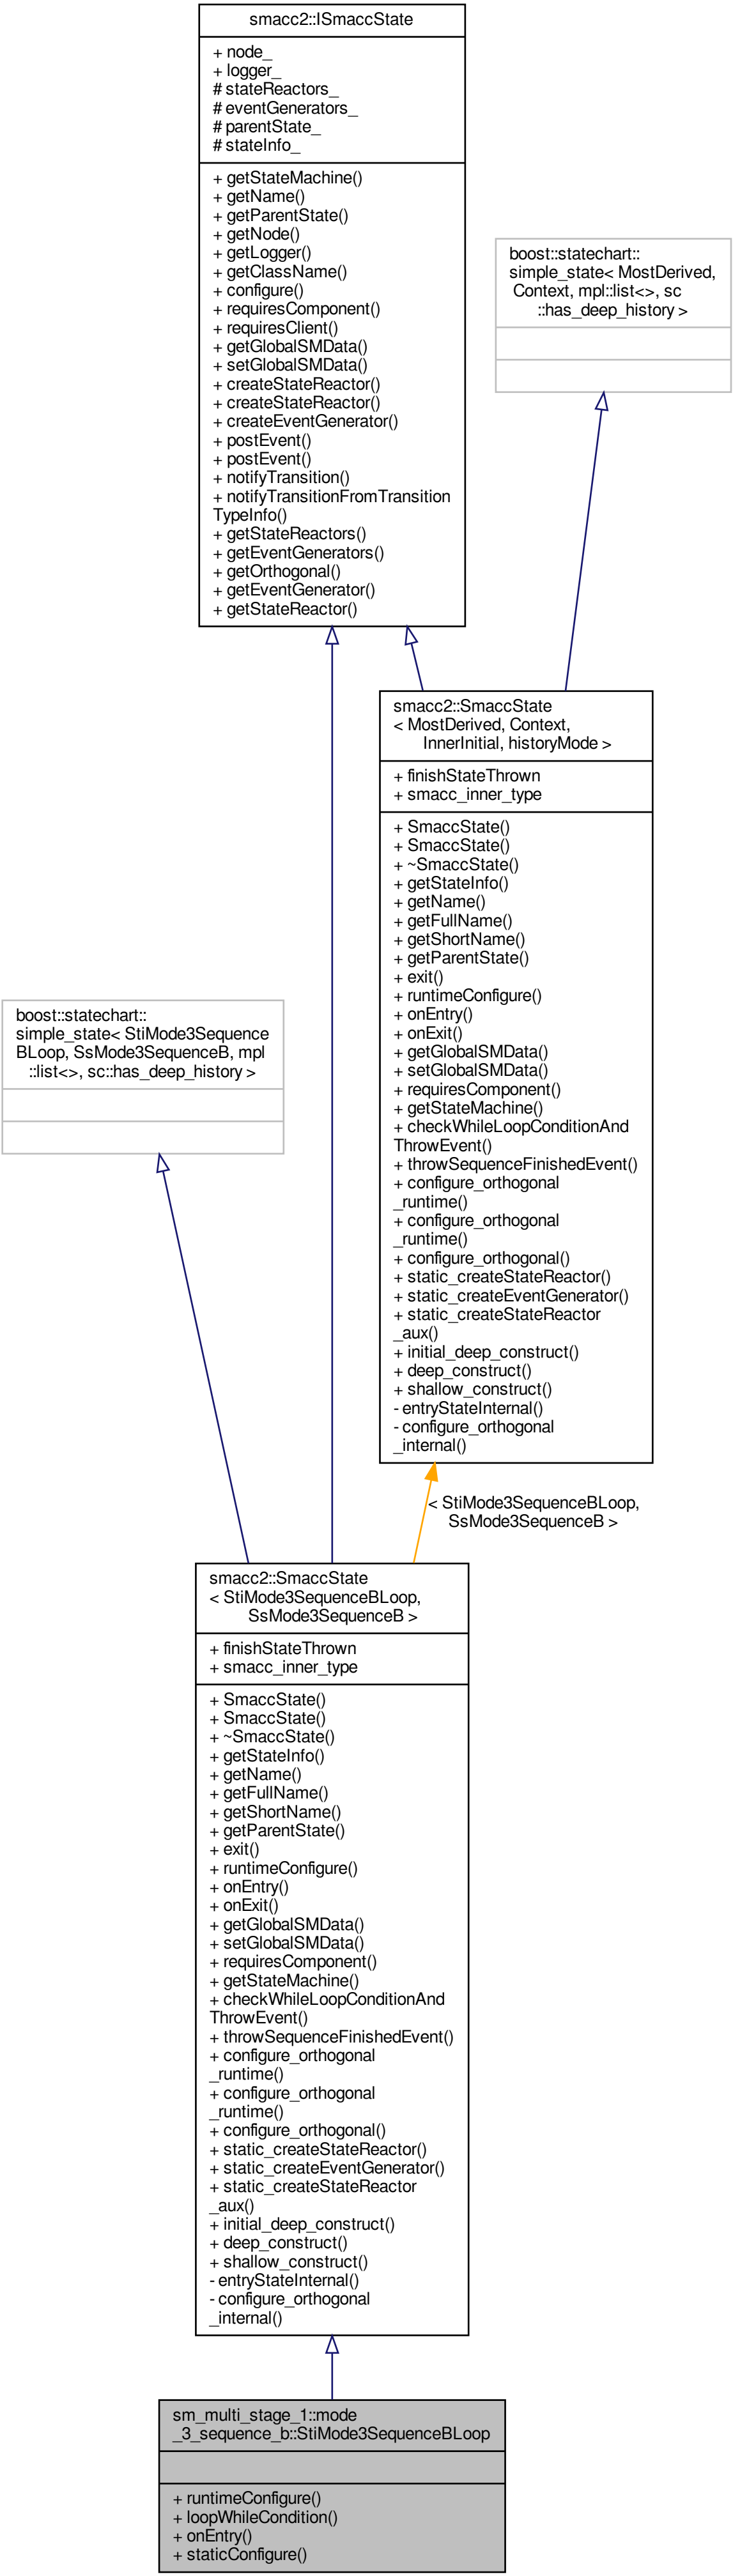 smacc2::ISmaccState
+ node_
+ logger_
# stateReactors_
# eventGenerators_
# parentState_
# stateInfo_
+ getStateMachine()
+ getName()
+ getParentState()
+ getNode()
+ getLogger()
+ getClassName()
+ configure()
+ requiresComponent()
+ requiresClient()
+ getGlobalSMData()
+ setGlobalSMData()
+ createStateReactor()
+ createStateReactor()
+ createEventGenerator()
+ postEvent()
+ postEvent()
+ notifyTransition()
+ notifyTransitionFromTransition
TypeInfo()
+ getStateReactors()
+ getEventGenerators()
+ getOrthogonal()
+ getEventGenerator()
+ getStateReactor()
boost::statechart::
simple_state< MostDerived,
Context, mpl::list<>, sc
::has_deep_history >
smacc2::SmaccState
< MostDerived, Context,
InnerInitial, historyMode >
+ finishStateThrown
+ smacc_inner_type
+ SmaccState()
+ SmaccState()
+ ~SmaccState()
+ getStateInfo()
+ getName()
+ getFullName()
+ getShortName()
+ getParentState()
+ exit()
+ runtimeConfigure()
+ onEntry()
+ onExit()
+ getGlobalSMData()
+ setGlobalSMData()
+ requiresComponent()
+ getStateMachine()
+ checkWhileLoopConditionAnd
ThrowEvent()
+ throwSequenceFinishedEvent()
+ configure_orthogonal
_runtime()
+ configure_orthogonal
_runtime()
+ configure_orthogonal()
+ static_createStateReactor()
+ static_createEventGenerator()
+ static_createStateReactor
_aux()
+ initial_deep_construct()
+ deep_construct()
+ shallow_construct()
- entryStateInternal()
- configure_orthogonal
_internal()
boost::statechart::
simple_state< StiMode3Sequence
BLoop, SsMode3SequenceB, mpl
::list<>, sc::has_deep_history >
< StiMode3SequenceBLoop,
SsMode3SequenceB >
smacc2::SmaccState
< StiMode3SequenceBLoop,
SsMode3SequenceB >
+ finishStateThrown
+ smacc_inner_type
+ SmaccState()
+ SmaccState()
+ ~SmaccState()
+ getStateInfo()
+ getName()
+ getFullName()
+ getShortName()
+ getParentState()
+ exit()
+ runtimeConfigure()
+ onEntry()
+ onExit()
+ getGlobalSMData()
+ setGlobalSMData()
+ requiresComponent()
+ getStateMachine()
+ checkWhileLoopConditionAnd
ThrowEvent()
+ throwSequenceFinishedEvent()
+ configure_orthogonal
_runtime()
+ configure_orthogonal
_runtime()
+ configure_orthogonal()
+ static_createStateReactor()
+ static_createEventGenerator()
+ static_createStateReactor
_aux()
+ initial_deep_construct()
+ deep_construct()
+ shallow_construct()
- entryStateInternal()
- configure_orthogonal
_internal()
sm_multi_stage_1::mode
_3_sequence_b::StiMode3SequenceBLoop
+ runtimeConfigure()
+ loopWhileCondition()
+ onEntry()
+ staticConfigure()